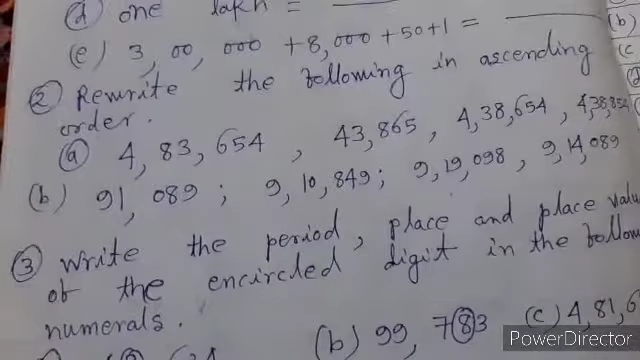 (d) one lakh = 
(e) 3, 00, 000 + 8, 000 + 50 + 1 =
(b)
(c
② Rewrite the following in ascending
order.
(a) 4, 83, 654 , 43, 865 , 4, 38, 654 , 4,38,854
(b) 91, 089 ; 9, 10, 849; 9, 19, 098 , 9, 14, 089
③ Write the period, place and place valu
of the encircled digit in the follow
numerals.
(b) 99, 7⑧3 (c) 4, 81, 6
PowerDirector